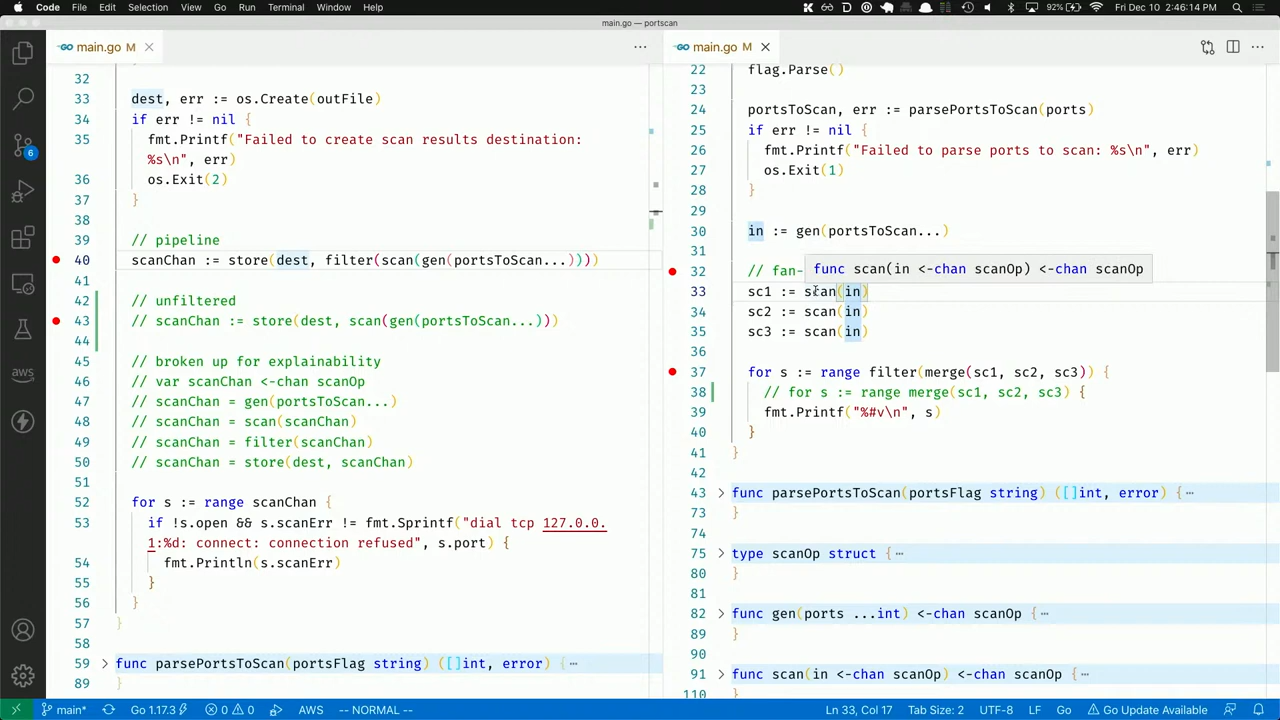 Code File Edit Selection View Go Run Terminal Window Help 92% Fri Dec 10 2:46:14 PM
main.go — portscan
main.go M
32
33 dest, err := os.Create(outFile)
34 if err != nil {
35 fmt.Printf("Failed to create scan results destination:
%s\n", err)
36 os.Exit(2)
37 }
38
39 // pipeline
40 scanChan := store(dest, filter(scan(gen(portsToScan...))))
41
42 // unfiltered
43 // scanChan := store(dest, scan(gen(portsToScan...)))
44
45 // broken up for explainability
46 // var scanChan <-chan scanOp
47 // scanChan = gen(portsToScan...)
48 // scanChan = scan(scanChan)
49 // scanChan = filter(scanChan)
50 // scanChan = store(dest, scanChan)
51
52 for s := range scanChan {
53 if !s.open && s.scanErr != fmt.Sprintf("dial tcp 127.0.0.
1:%d: connect: connection refused", s.port) {
54 fmt.Println(s.scanErr)
55 }
56 }
57 }
58
59 func parsePortsToScan(portsFlag string) ([]int, error) {
89 }
main.go M
22 flag.Parse()
23
24 portsToScan, err := parsePortsToScan(ports)
25 if err != nil {
26 fmt.Printf("Failed to parse ports to scan: %s\n", err)
27 os.Exit(1)
28 }
29
30 in := gen(portsToScan...)
31
32 // fan-
func scan(in <-chan scanOp) <-chan scanOp
33 sc1 := scan(in)
34 sc2 := scan(in)
35 sc3 := scan(in)
36
37 for s := range filter(merge(sc1, sc2, sc3)) {
38 // for s := range merge(sc1, sc2, sc3) {
39 fmt.Printf("%#v\n", s)
40 }
41 }
42
43 func parsePortsToScan(portsFlag string) ([]int, error) {
73 }
74
75 type scanOp struct {
80 }
81
82 func gen(ports ...int) <-chan scanOp {
89 }
90
91 func scan(in <-chan scanOp) <-chan scanOp {
110 }
6
aws
main* Go 1.17.3 0 0 AWS -- NORMAL -- Ln 33, Col 17 Tab Size: 2 UTF-8 LF Go Go Update Available